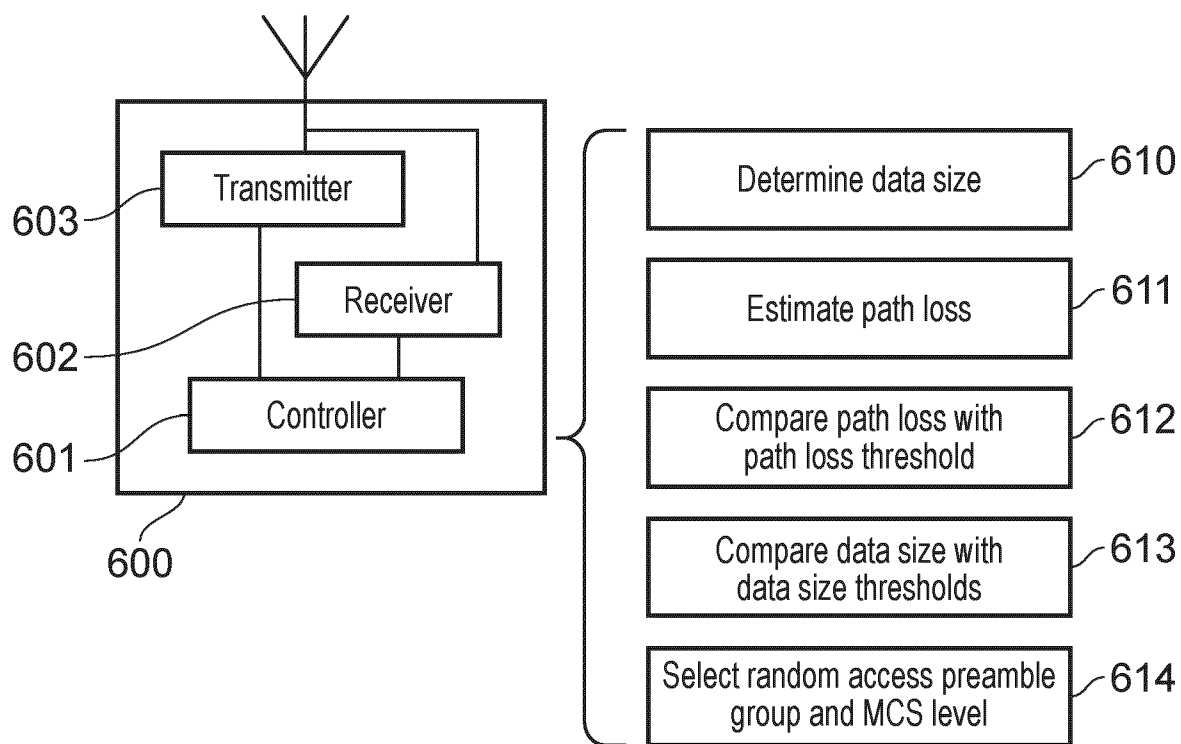 Transmitter
603
Receiver
602
Controller
601
600
Determine data size
610
Estimate path loss
611
Compare path loss with
path loss threshold
612
Compare data size with
data size thresholds
613
Select random access preamble
group and MCS level
614